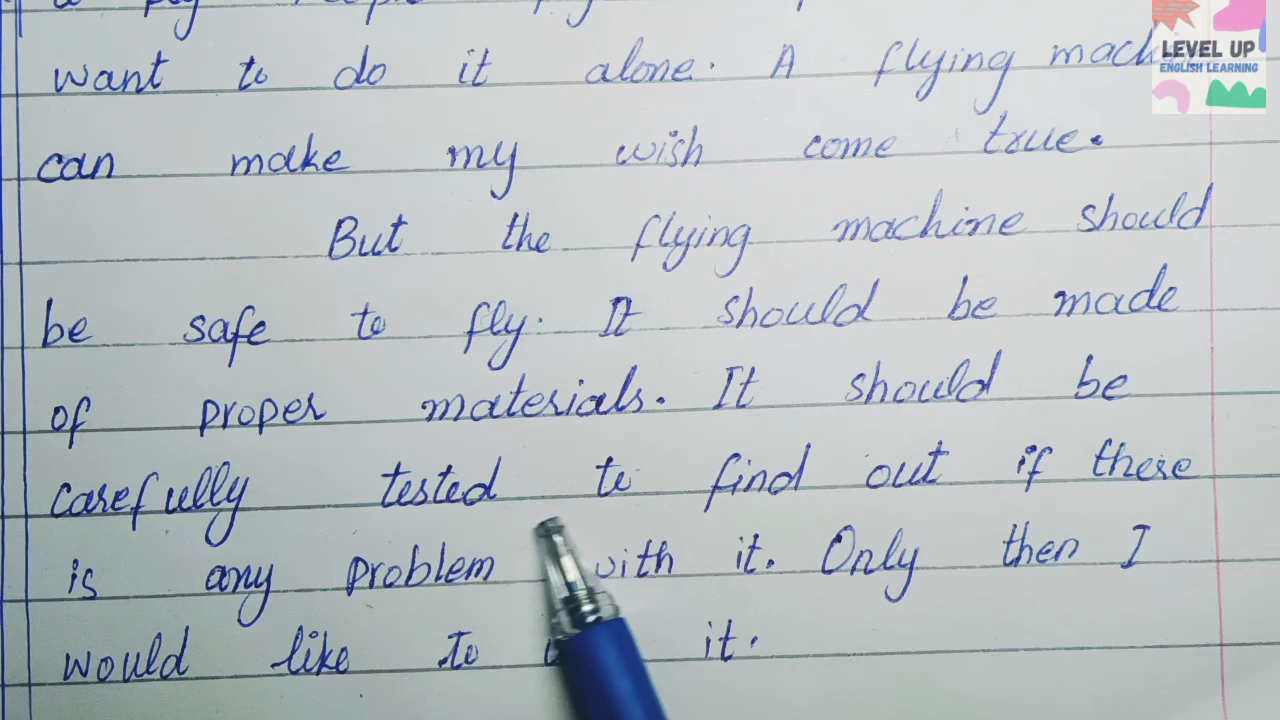 want to do it alone. A flying
LEVEL UP
ENGLISH LEARNING
can make my wish come true.
But the flying machine should
be safe to fly. It should be made
of proper materials. It should be
carefully tested to find out if there
is any problem with it. Only then I
would like to it.